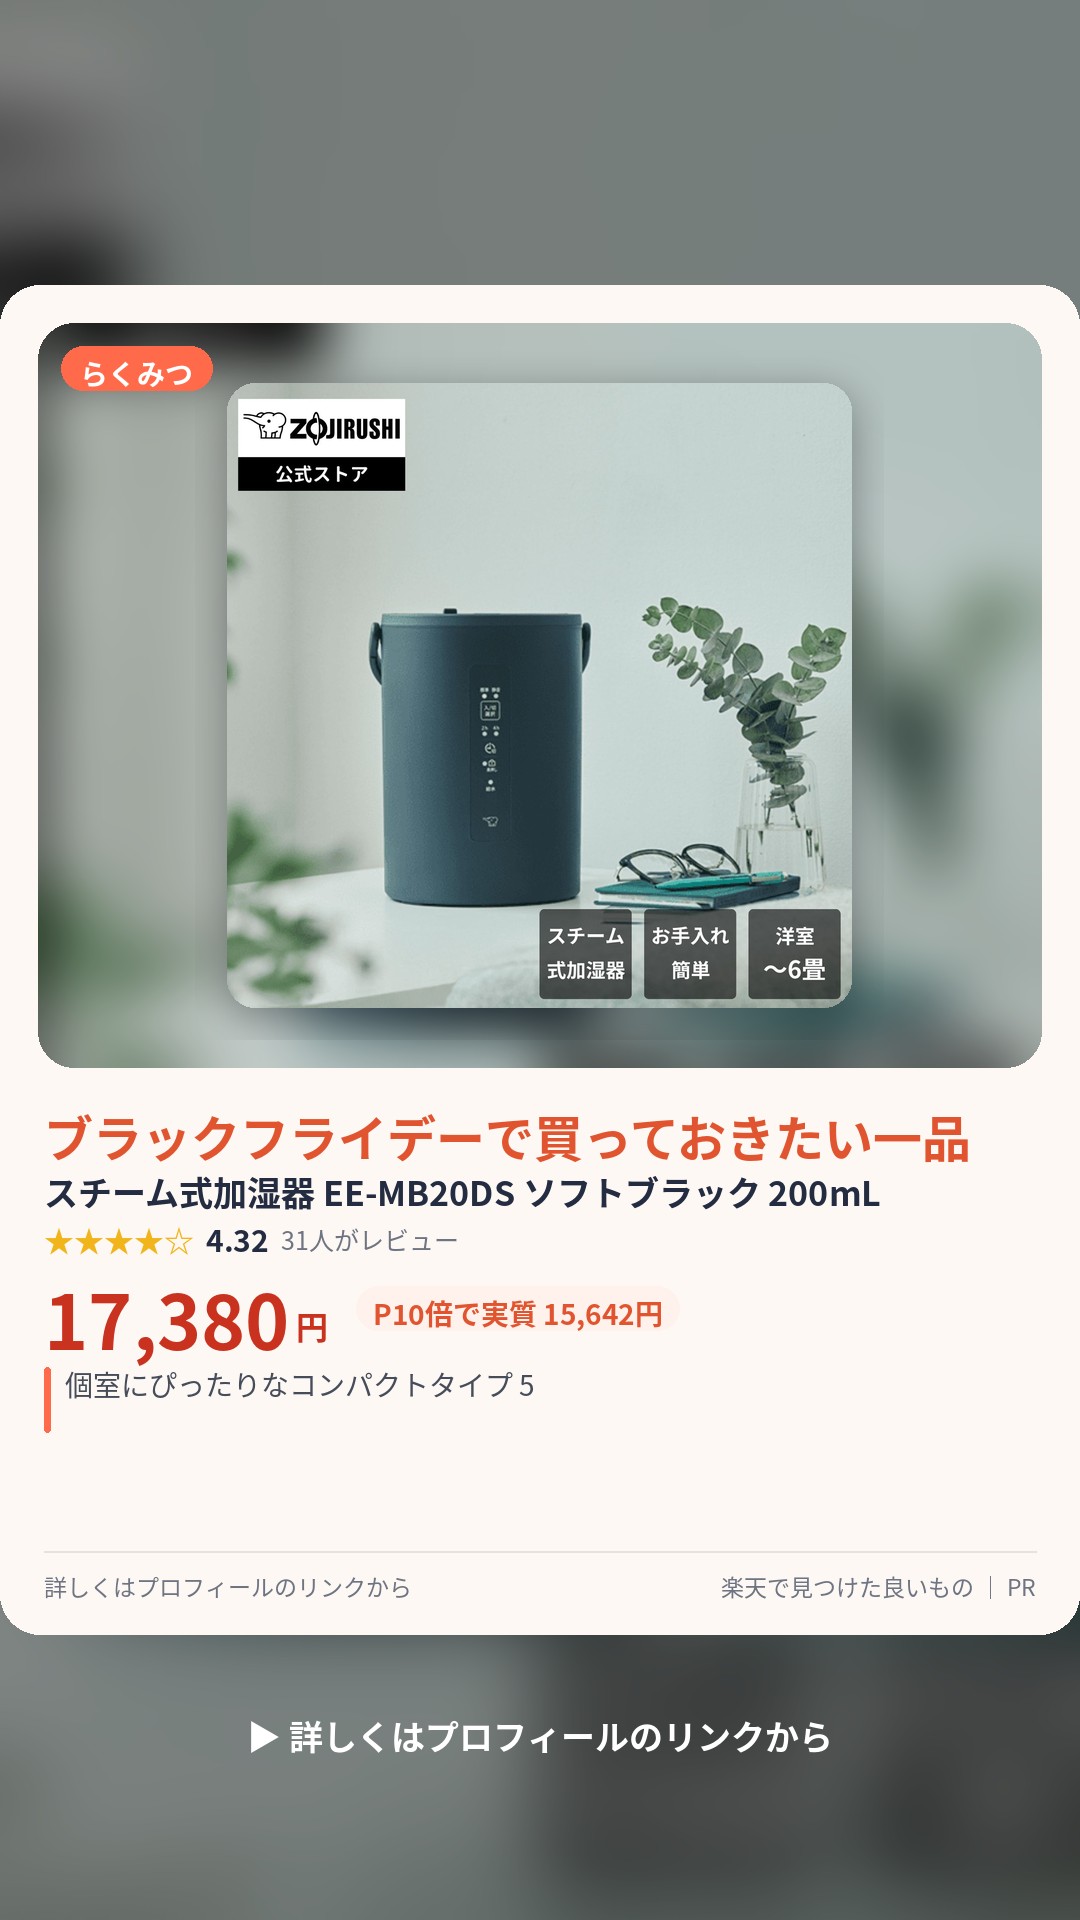 らくみつ
ZOJIRUSHI
公式ストア
スチーム
式加湿器
お手入れ
簡単
洋室
～6畳
ブラックフライデーで買っておきたい一品
スチーム式加湿器 EE-MB20DS ソフトブラック 200mL
★★★★☆ 4.32 31人がレビュー
17,380円 P10倍で実質 15,642円
個室にぴったりなコンパクトタイプ 5
詳しくはプロフィールのリンクから
楽天で見つけた良いもの ｜ PR
▶ 詳しくはプロフィールのリンクから